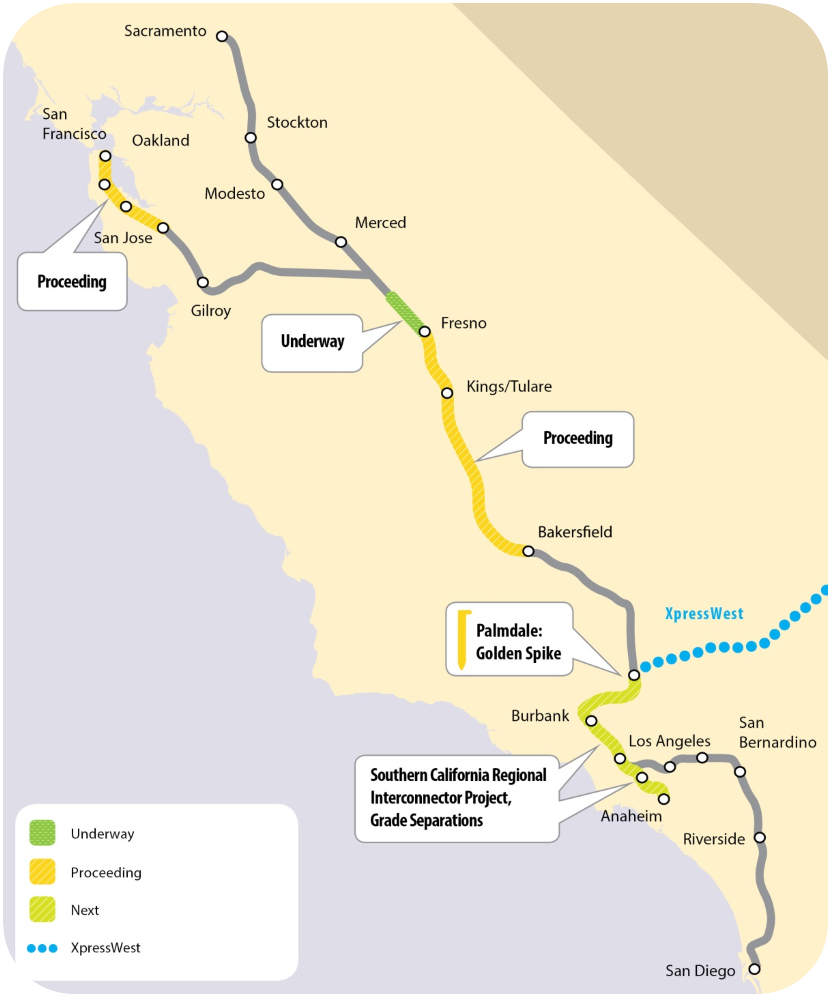 Sacramento
San
Francisco
Oakland
Stockton
Modesto
Merced
San Jose
Proceeding
Gilroy
Underway
Fresno
Kings/Tulare
Proceeding
Bakersfield
XpressWest
Palmdale:
Golden Spike
Burbank
Los Angeles
San
Bernardino
Southern California Regional
Interconnector Project,
Grade Separations
Anaheim
Riverside
San Diego
Underway
Proceeding
Next
XpressWest